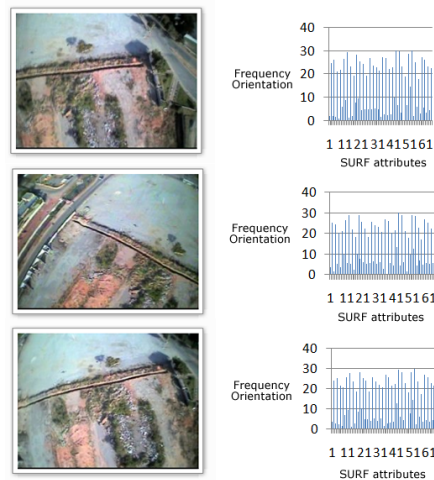 40
30
20
10
0
Frequency
Orientation
1 11 21 31 41 51 61
SURF attributes
40
30
20
10
0
Frequency
Orientation
1 11 21 31 41 51 61
SURF attributes
40
30
20
10
0
Frequency
Orientation
1 11 21 31 41 51 61
SURF attributes